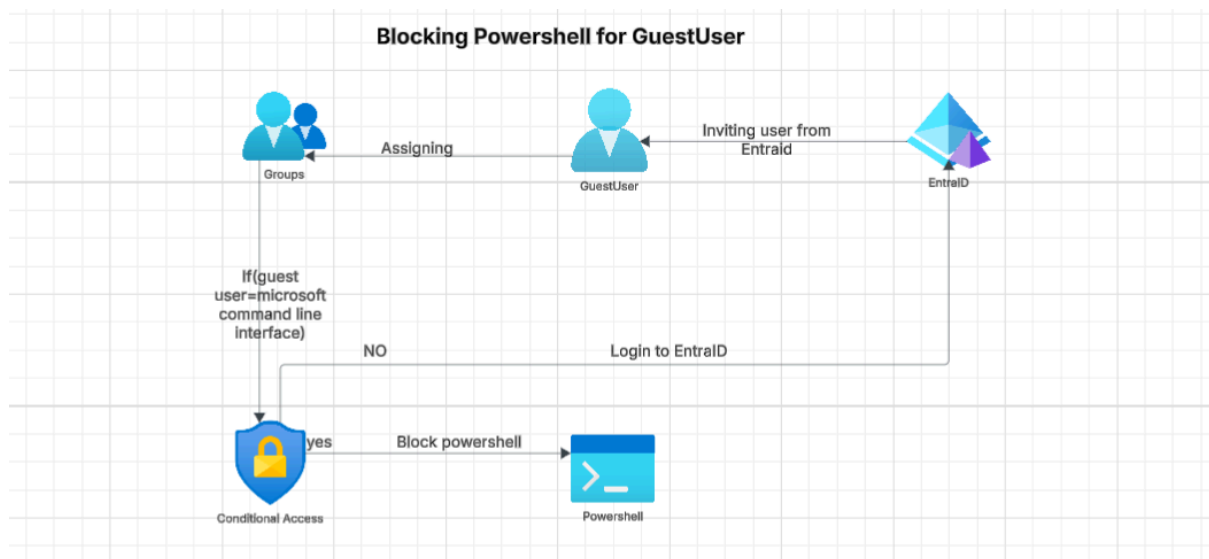 Blocking Powershell for GuestUser
Inviting user from
Entraid
Assigning
Groups
GuestUser
EntraID
If(guest
user=microsoft
command line
interface)
NO
Login to EntraID
yes
Block powershell
Conditional Access
Powershell